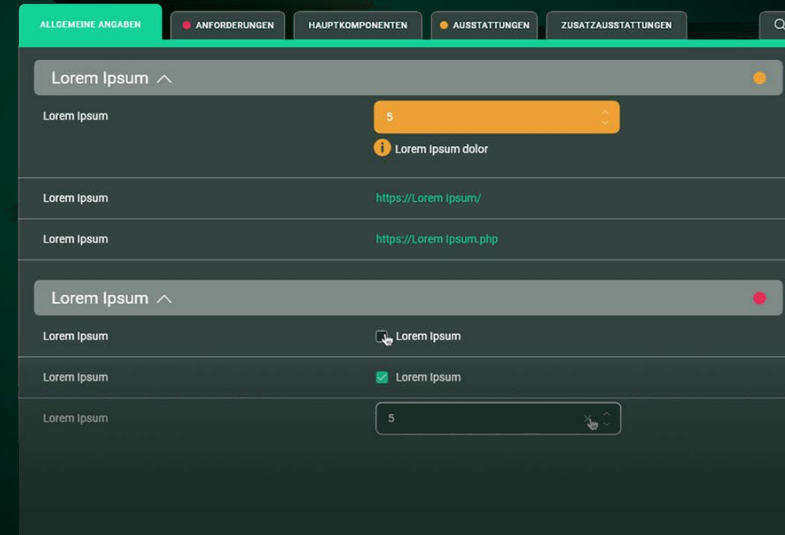 ALLGEMEINE ANGABEN
ANFORDERUNGEN
HAUPTKOMPONENTEN
AUSSTATTUNGEN
ZUSATZAUSSTATTUNGEN
Lorem Ipsum
Lorem Ipsum
5
i
Lorem Ipsum dolor
Lorem Ipsum
https://Lorem Ipsum/
Lorem Ipsum
https://Lorem Ipsum.php
Lorem Ipsum
Lorem Ipsum
Lorem Ipsum
Lorem Ipsum
Lorem Ipsum
Lorem Ipsum
5